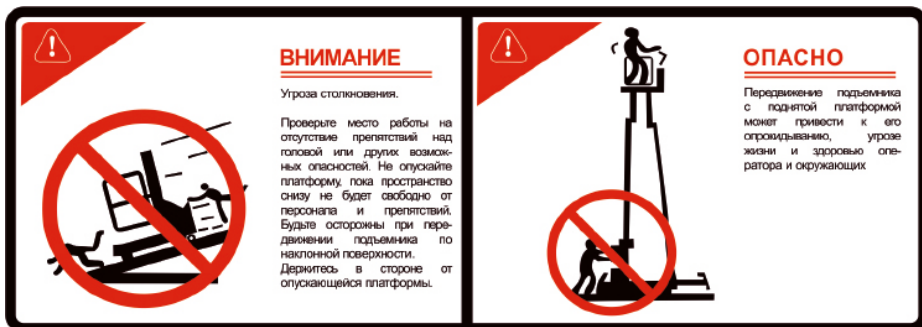 ВНИМАНИЕ
Угроза столкновения.
Проверьте место работы на
отсутствие препятствий над
головой или других возмож-
ных опасностей. Не опускайте
платформу, пока пространство
снизу не будет свободно от
персонала и препятствий.
Будьте осторожны при пере-
движении подъемника по
наклонной поверхности.
Держитесь в стороне от
опускающейся платформы.
ОПАСНО
Передвижение подъемника
с поднятой платформой
может привести к его
опрокидыванию, угрозе
жизни и здоровью опе-
ратора и окружающих